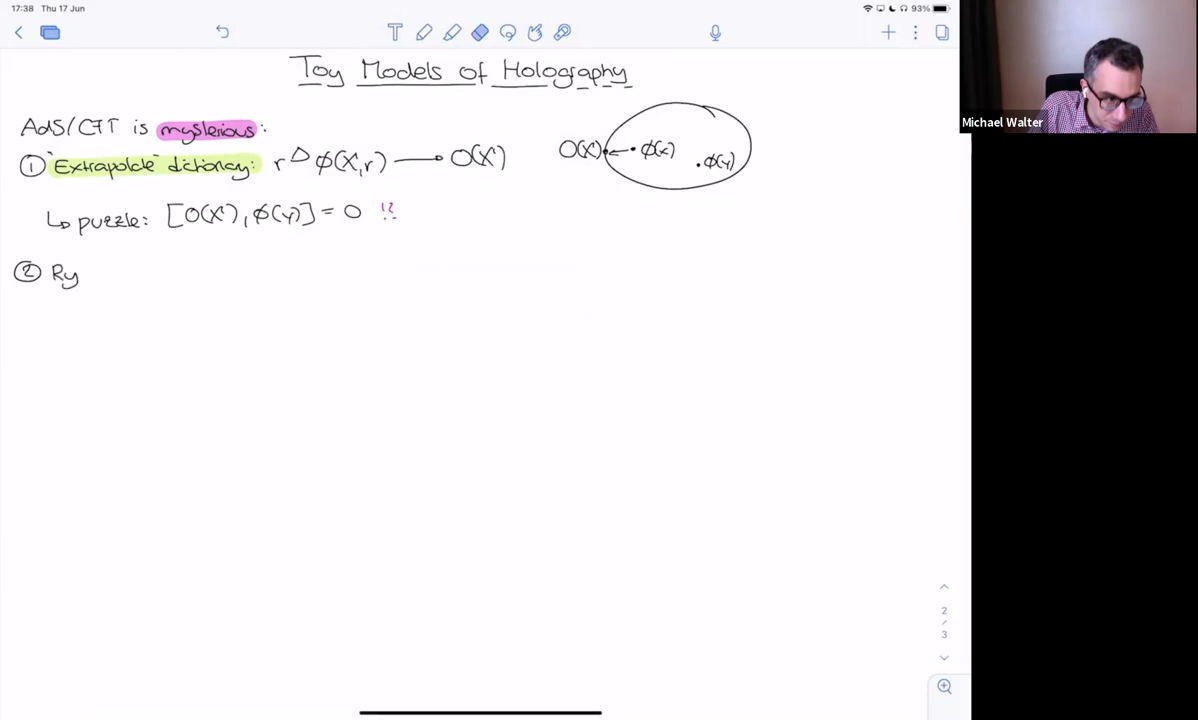 17:38 Thu 17 Jun
93%
Toy Models of Holography
AdS/CFT is mysterious:
① "Extrapolate" dictionary: r^Δ φ(X,r) → O(X)
O(X) ← φ(x)
φ(y)
↳ puzzle: [O(X), φ(y)] = 0 !?
② Ry
2
/
3
Michael Walter